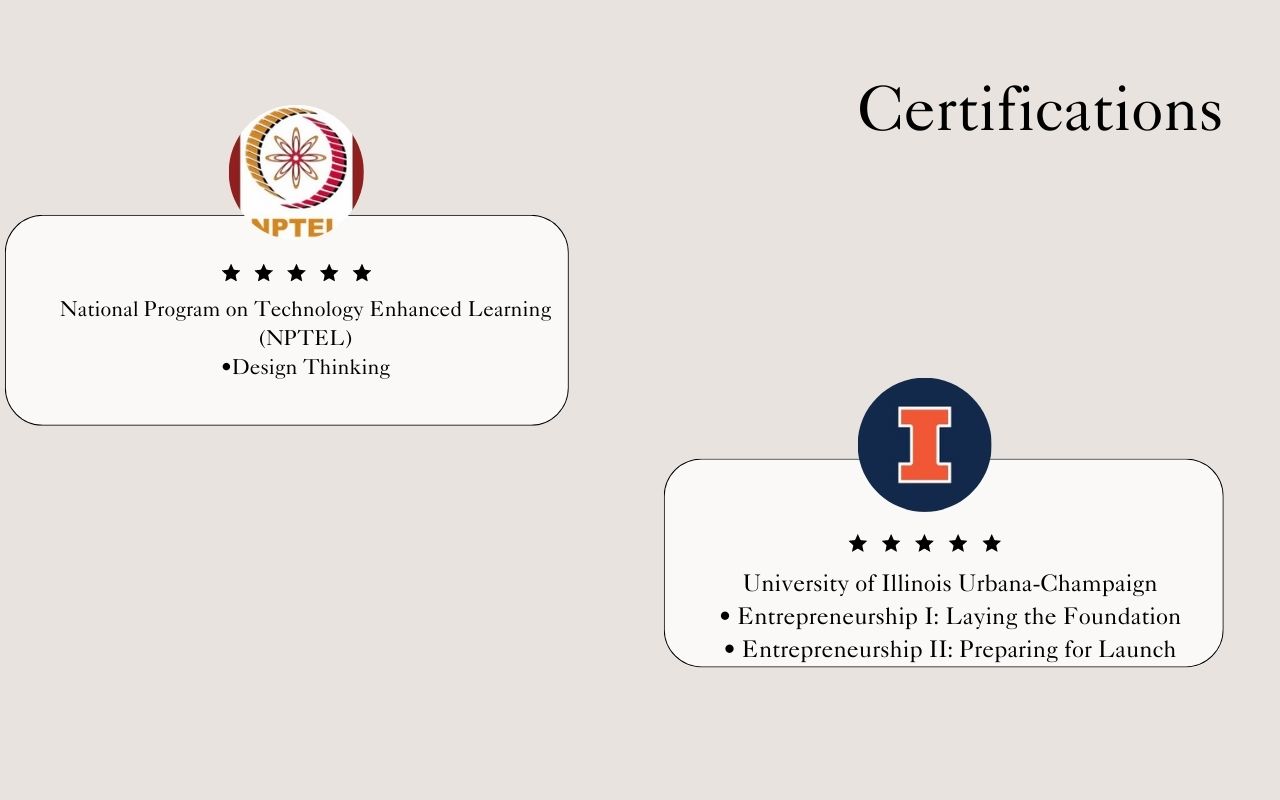 Certifications
NPTEL
National Program on Technology Enhanced Learning
(NPTEL)
•Design Thinking
I
University of Illinois Urbana-Champaign
• Entrepreneurship I: Laying the Foundation
• Entrepreneurship II: Preparing for Launch